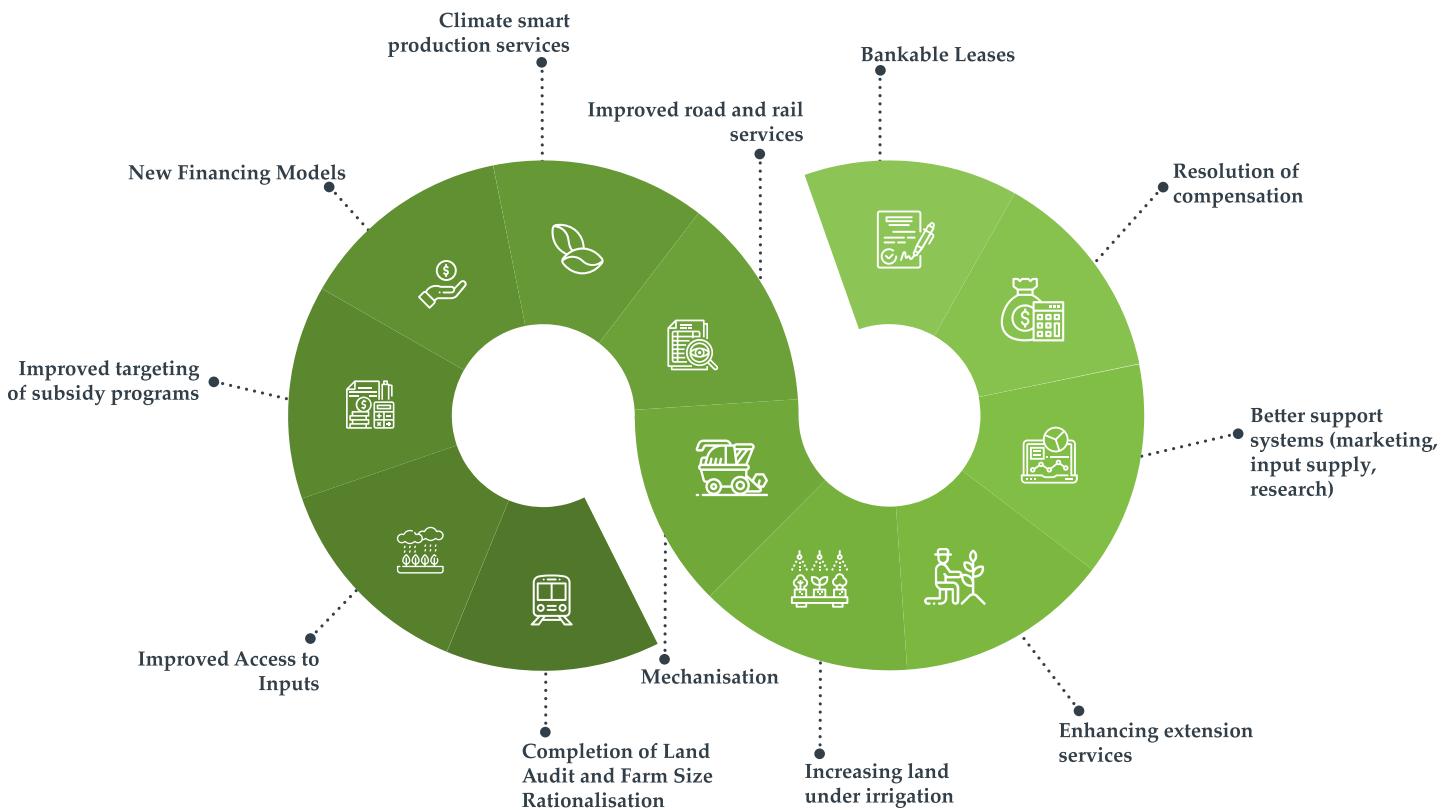 Climate smart
production services
Bankable Leases
Improved road and rail
services
New Financing Models
Resolution of
compensation
Improved targeting
of subsidy programs
Better support
systems (marketing,
input supply,
research)
Improved Access to
Inputs
Mechanisation
Enhancing extension
services
Completion of Land
Audit and Farm Size
Rationalisation
Increasing land
under irrigation